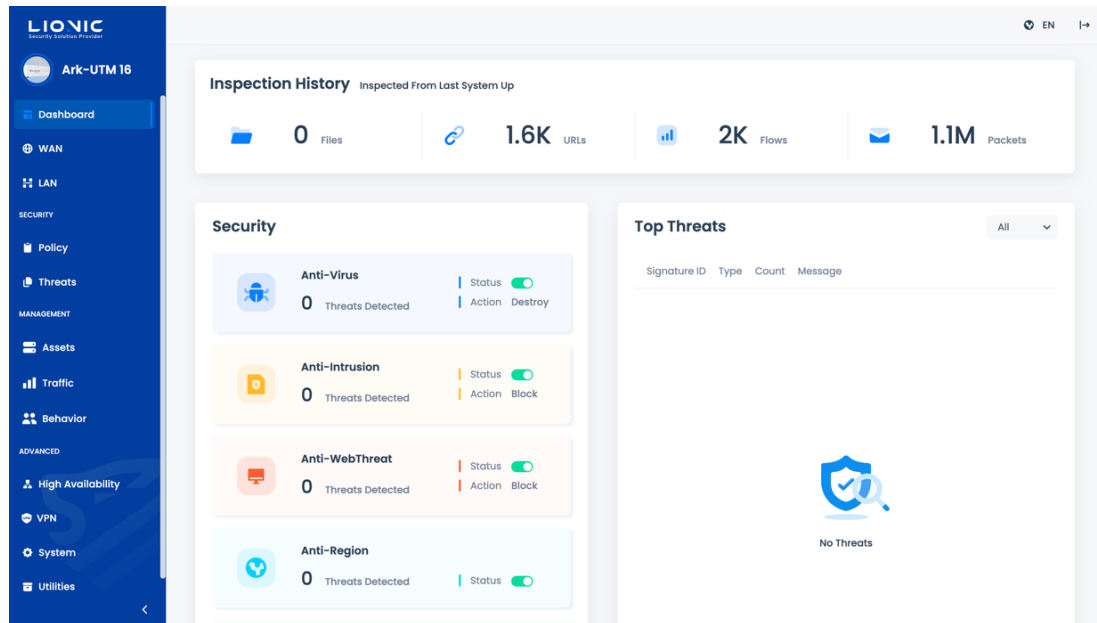 LIONIC
Security Solution Provider
EN
Ark-UTM 16
Dashboard
WAN
LAN
SECURITY
Policy
Threats
MANAGEMENT
Assets
Traffic
Behavior
ADVANCED
High Availability
VPN
System
Utilities
Inspection History Inspected From Last System Up
0 Files
1.6K URLs
2K Flows
1.1M Packets
Security
Anti-Virus
0 Threats Detected
Status
Action Destroy
Anti-Intrusion
0 Threats Detected
Status
Action Block
Anti-WebThreat
0 Threats Detected
Status
Action Block
Anti-Region
0 Threats Detected
Status
Top Threats
All
Signature ID Type Count Message
No Threats